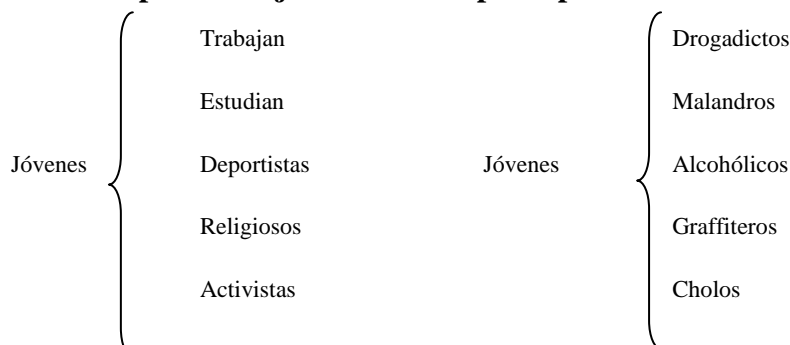 Trabajan Drogadictos
Estudian Malandros
Jóvenes Deportistas Jóvenes Alcohólicos
Religiosos Graffiteros
Activistas Cholos